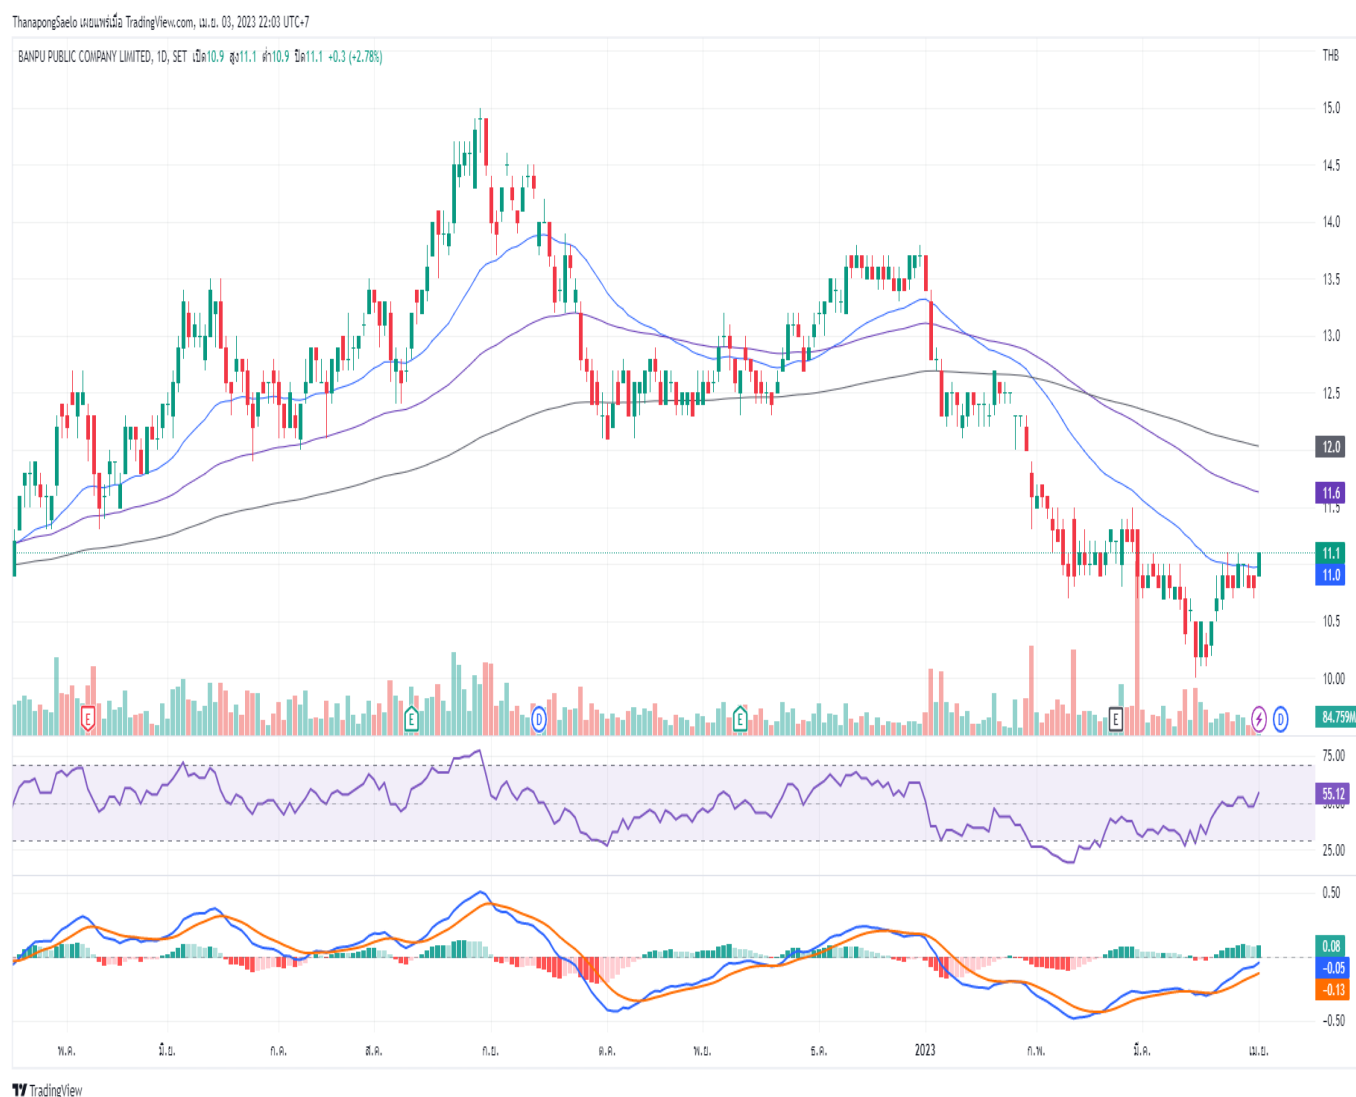 ThanapongSaelo เผยแพร่เมื่อ TradingView.com, เม.ย. 03, 2023 22:03 UTC+7
BANPU PUBLIC COMPANY LIMITED, 1D, SET เปิด10.9 สูง11.1 ต่ำ10.9 ปิด11.1 +0.3 (+2.78%)
THB
15.0
14.5
14.0
13.5
13.0
12.5
12.0
11.6
11.5
11.1
11.0
10.5
10.00
84.759M
E
E
D
E
E
D
75.00
55.12
50.00
25.00
0.50
0.08
-0.05
-0.13
-0.50
พ.ค. มิ.ย. ก.ค. ส.ค. ก.ย. ต.ค. พ.ย. ธ.ค. 2023 ก.พ. มี.ค. เม.ย.
TradingView